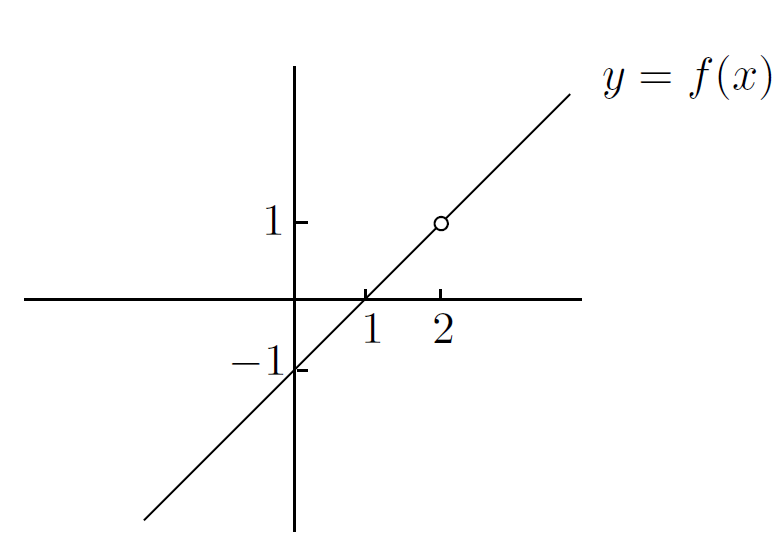 y = f(x)
1
1
2
−1